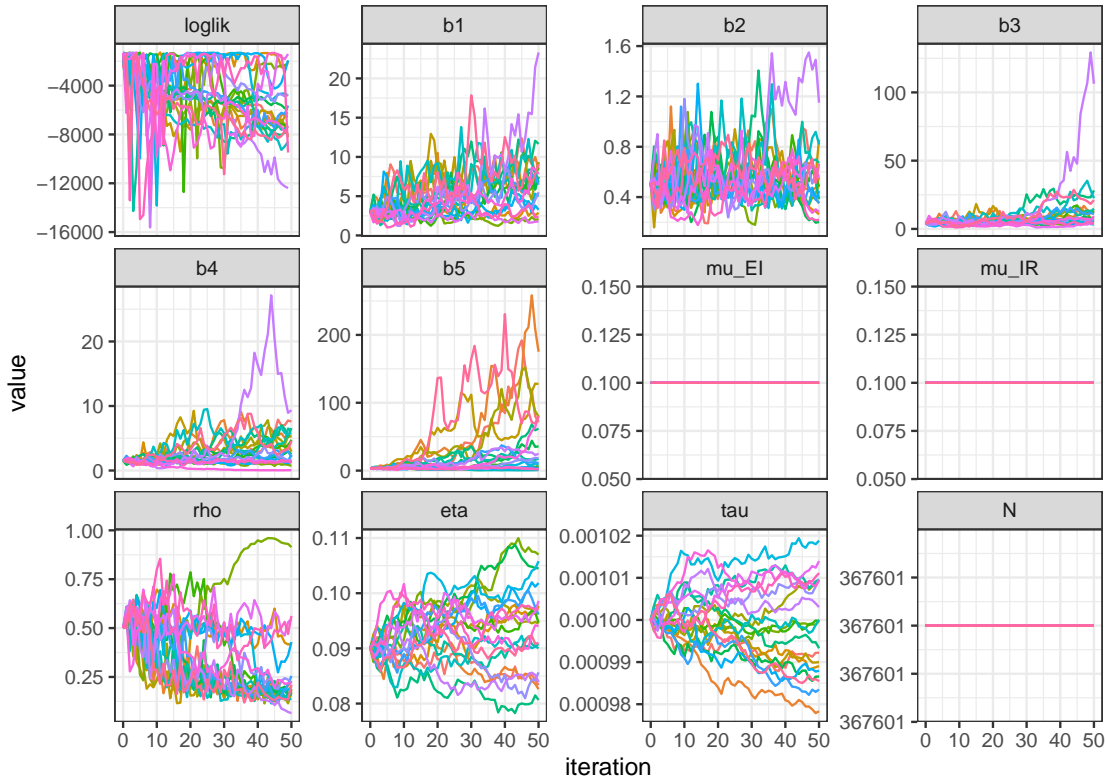 loglik b1 b2 b3
−4000 −8000 −12000 −16000
20 15 10 5 0
1.6 1.2 0.8 0.4
100 50 0
b4 b5 mu_EI mu_IR
20 10 0
200 100 0
0.150 0.125 0.100 0.075 0.050
0.150 0.125 0.100 0.075 0.050
value
rho eta tau N
1.00 0.75 0.50 0.25
0.11 0.10 0.09 0.08
0.00102 0.00101 0.00100 0.00099 0.00098
367601 367601 367601 367601
0 10 20 30 40 50 0 10 20 30 40 50 0 10 20 30 40 50 0 10 20 30 40 50
iteration